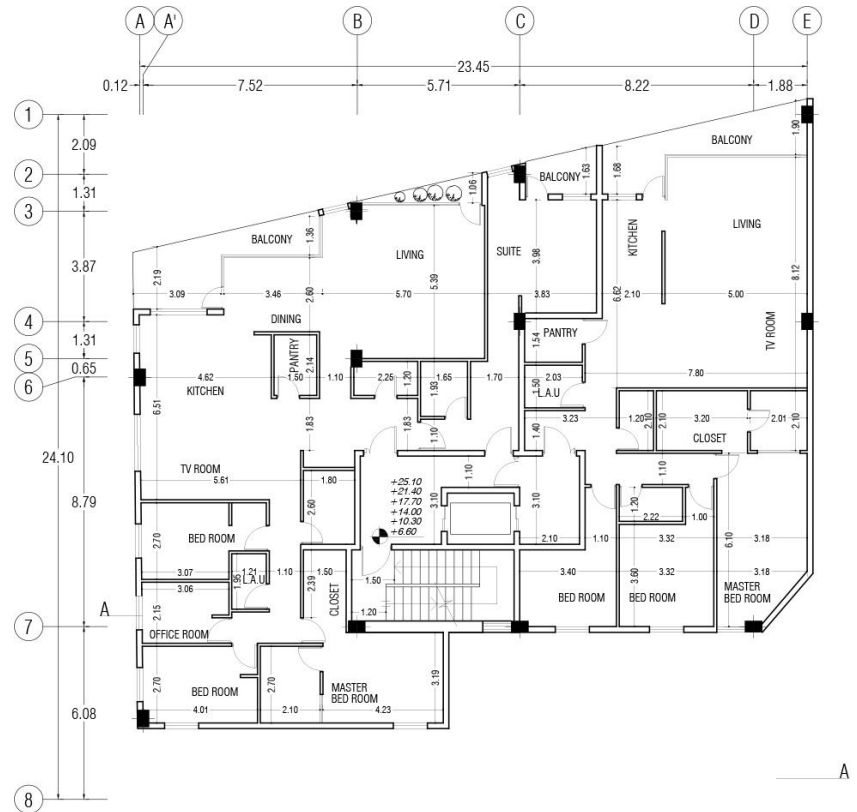 A A' B C D E
23.45
0.12 7.52 5.71 8.22 1.88
1
2.09
2
1.31
3
3.87
4
1.31
5
0.65
6
24.10
8.79
7
6.08
8
1.90
BALCONY
1.63
1.68
BALCONY
1.06
BALCONY
1.36
LIVING
SUITE
KITCHEN
LIVING
2.19
3.98
5.39
8.12
3.09 3.46 2.60 5.70 3.83 6.62 2.10 5.00
DINING
PANTRY
1.54
TV ROOM
PANTRY
2.14
4.62 1.50 1.10 2.25 1.20 1.65 1.70 2.03 7.80
KITCHEN
1.93
1.50
L.A.U
6.51
3.23 1.20 2.10 2.10 3.20 2.01 2.10
1.83
1.83
1.10
1.40
CLOSET
TV ROOM
5.61 1.80
1.10
1.10
+25.10
+21.40
+17.70
+14.00
+10.30
+6.60
3.10
3.10
2.60
1.20
2.22 1.00
BED ROOM
2.70
2.10 1.10 3.32 6.10 3.18
3.07 1.21 1.10 1.50 1.50 3.40 3.32 3.18
1.95
L.A.U
2.39
CLOSET
3.60
3.06
BED ROOM
BED ROOM
MASTER
BED ROOM
A
2.15
1.20
OFFICE ROOM
2.70
BED ROOM
2.70
MASTER
BED ROOM
3.19
4.01 2.10 4.23
A